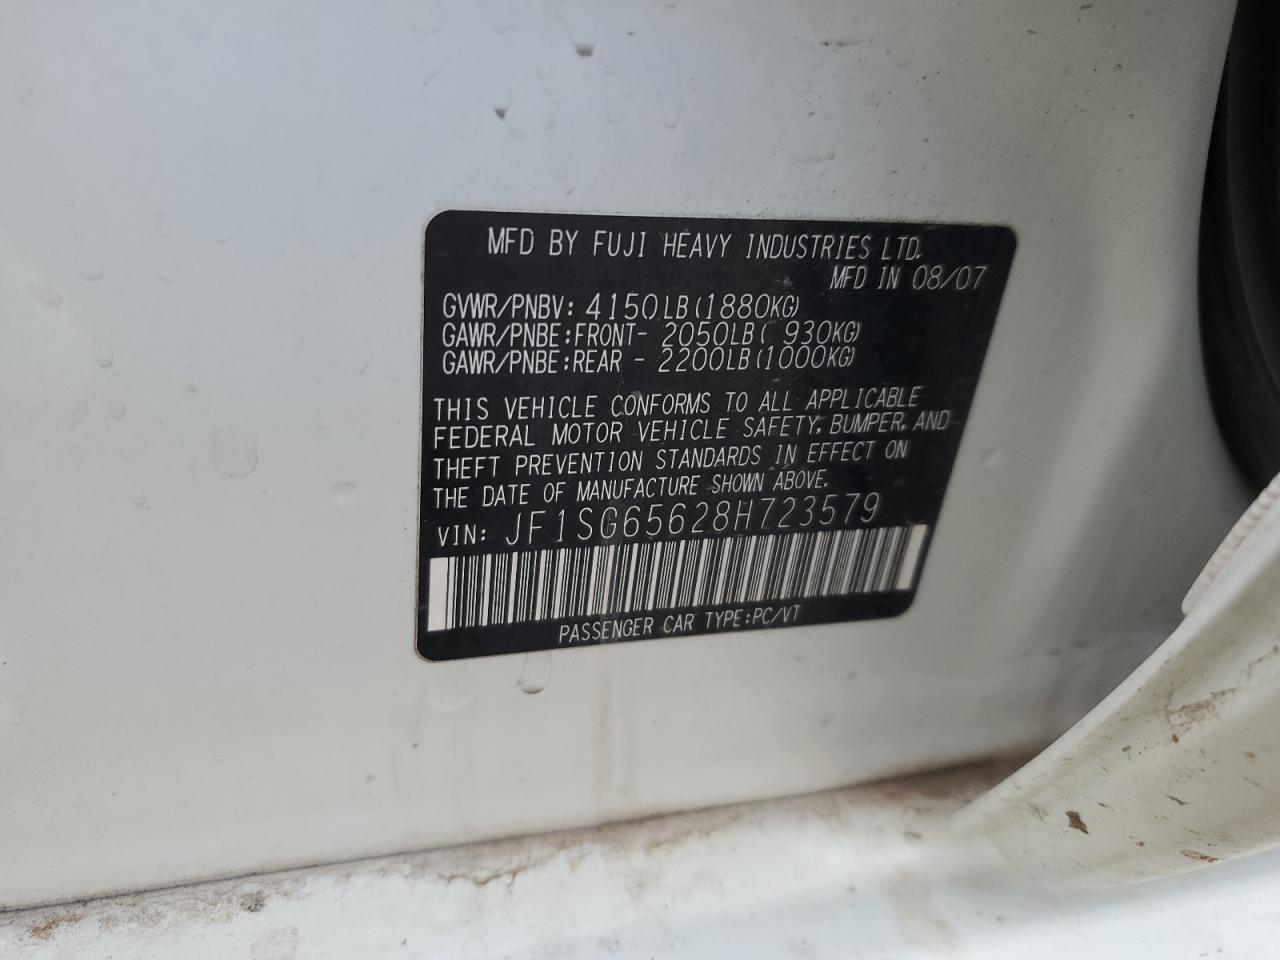 MFD BY FUJI HEAVY INDUSTRIES LTD.
MFD IN 08/07
GVWR/PNBV: 4150LB(1880KG)
GAWR/PNBE:FRONT- 2050LB( 930KG)
GAWR/PNBE:REAR - 2200LB(1000KG)
THIS VEHICLE CONFORMS TO ALL APPLICABLE
FEDERAL MOTOR VEHICLE SAFETY, BUMPER, AND
THEFT PREVENTION STANDARDS IN EFFECT ON
THE DATE OF MANUFACTURE SHOWN ABOVE.
VIN: JF1SG65628H723579
PASSENGER CAR TYPE:PC/VT